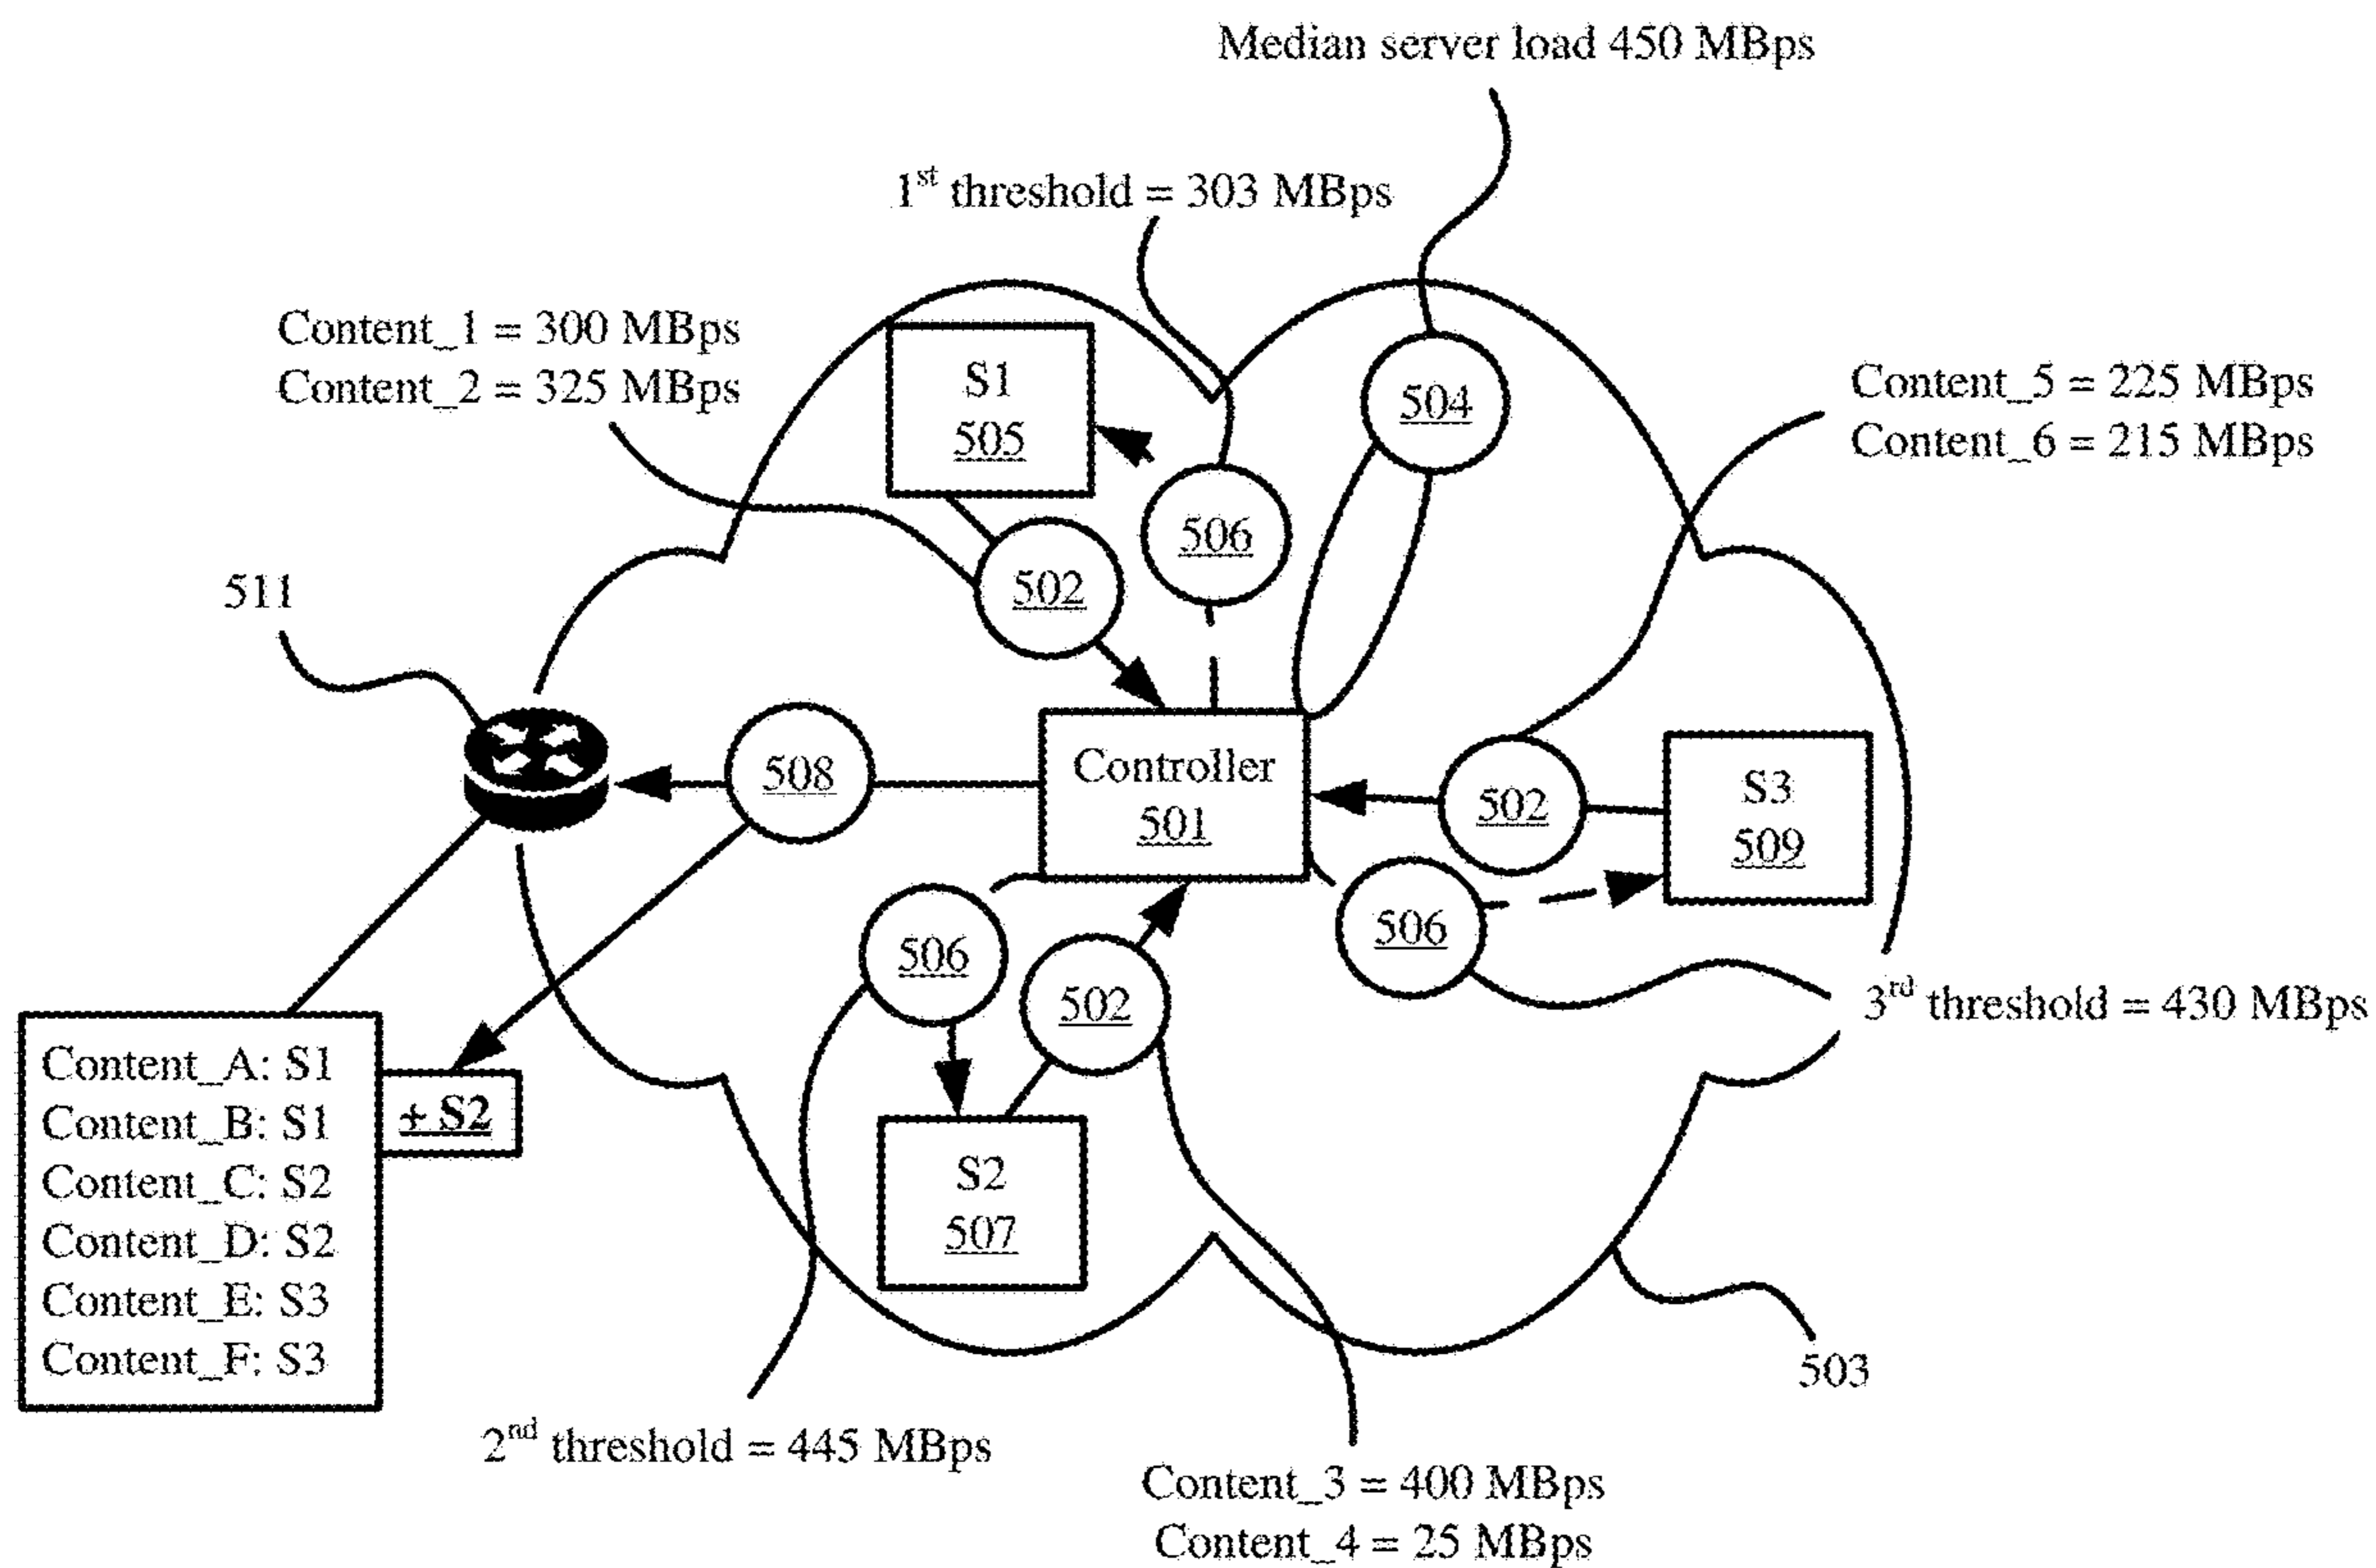 Median server load 450 MBps
1st threshold = 303 MBps
Content_1 = 300 MBps
Content_2 = 325 MBps
S1
505
504
Content_5 = 225 MBps
Content_6 = 215 MBps
506
502
511
508
Controller
501
502
S3
509
506
502
506
3rd threshold = 430 MBps
Content_A: S1
Content_B: S1
Content_C: S2
Content_D: S2
Content_E: S3
Content_F: S3
+ S2
S2
507
503
2nd threshold = 445 MBps
Content_3 = 400 MBps
Content_4 = 25 MBps